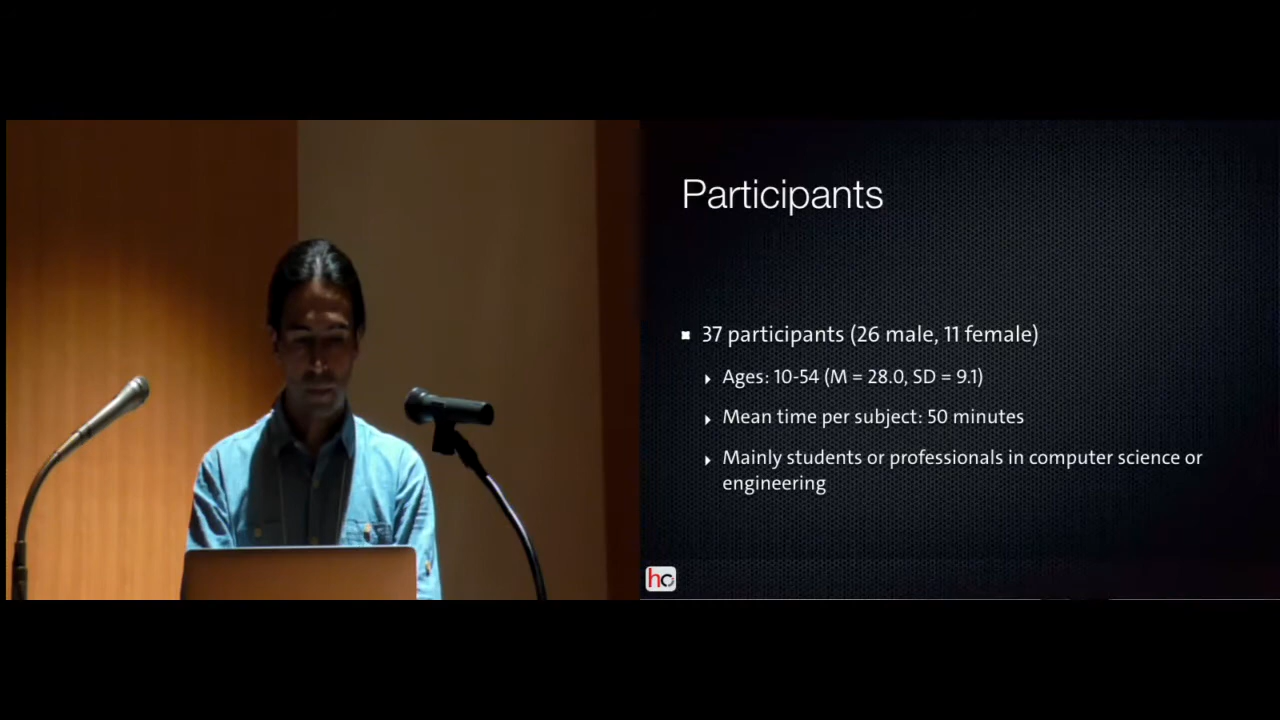 Participants
37 participants (26 male, 11 female)
Ages: 10-54 (M = 28.0, SD = 9.1)
Mean time per subject: 50 minutes
Mainly students or professionals in computer science or
engineering
hc